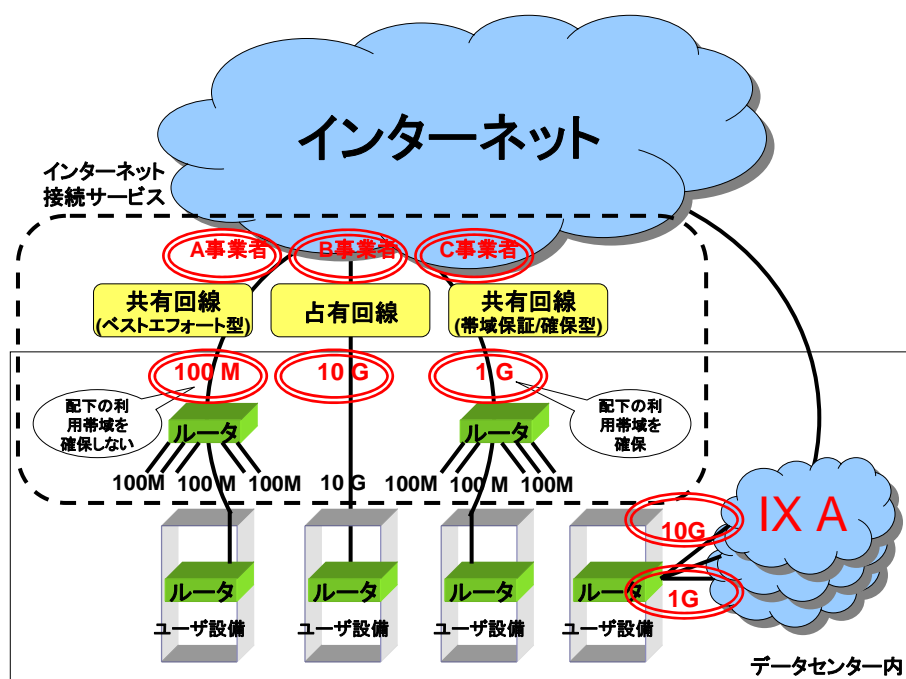 インターネット
インターネット
接続サービス
A事業者
B事業者
C事業者
共有回線
(ベストエフォート型)
占有回線
共有回線
(帯域保証/確保型)
100 M
10 G
1 G
配下の利
用帯域を
確保しない
ルータ
ルータ
配下の利
用帯域を
確保
100M
100 M
100M
10 G
100M
100 M
100M
IX A
10G
1G
ルータ
ルータ
ルータ
ルータ
ユーザ設備
ユーザ設備
ユーザ設備
ユーザ設備
データセンター内